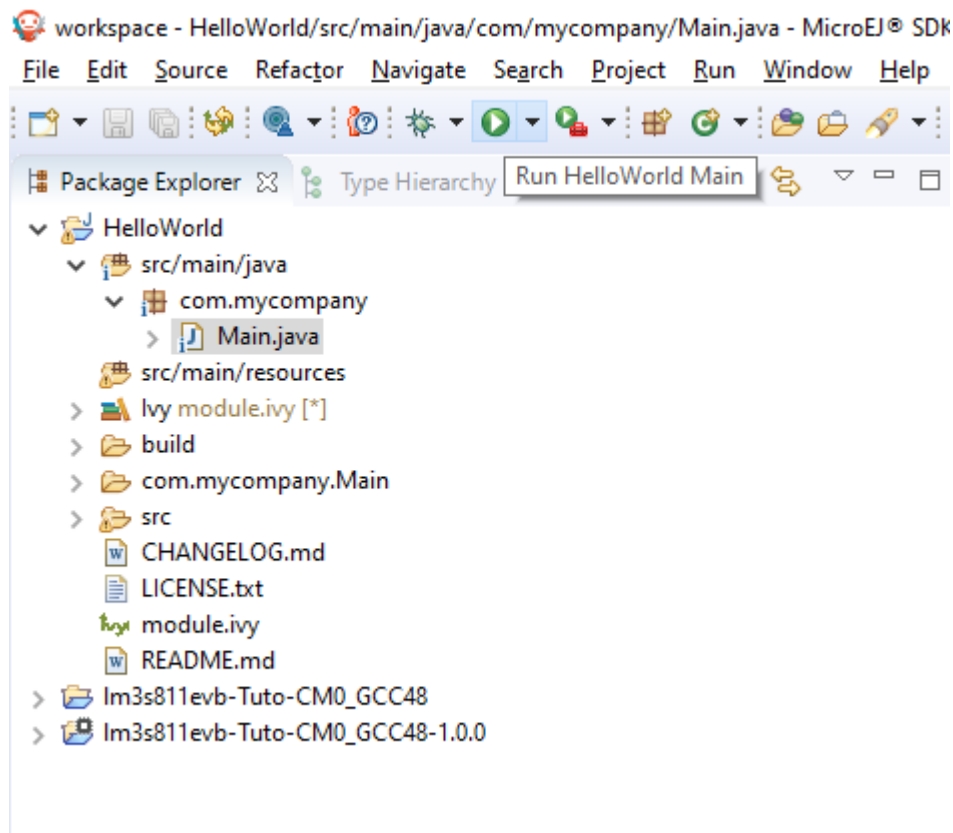 workspace - HelloWorld/src/main/java/com/mycompany/Main.java - MicroEJ® SDK
File Edit Source Refactor Navigate Search Project Run Window Help
Package Explorer Type Hierarchy Run HelloWorld Main
HelloWorld
src/main/java
com.mycompany
Main.java
src/main/resources
Ivy module.ivy [*]
build
com.mycompany.Main
src
CHANGELOG.md
LICENSE.txt
module.ivy
README.md
lm3s811evb-Tuto-CM0_GCC48
lm3s811evb-Tuto-CM0_GCC48-1.0.0